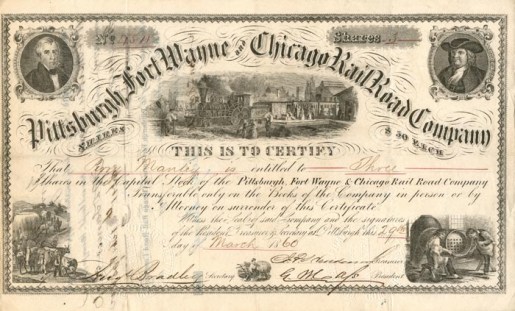 No
Shares 3
Pittsburgh, Fort Wayne and Chicago Rail Road Company
SHARES $50 EACH
THIS IS TO CERTIFY
That Manley is entitled to Three
Shares in the Capital Stock of the Pittsburgh, Fort Wayne & Chicago Rail Road Company
Transferable only on the Books of the Company in person or by
Attorney on surrender of this Certificate.
Witness the Seal of said Company and the signatures
of the President, Treasurer & Secretary at Pittsburgh this 29th
day of March 1860
Treasurer
Secretary
President